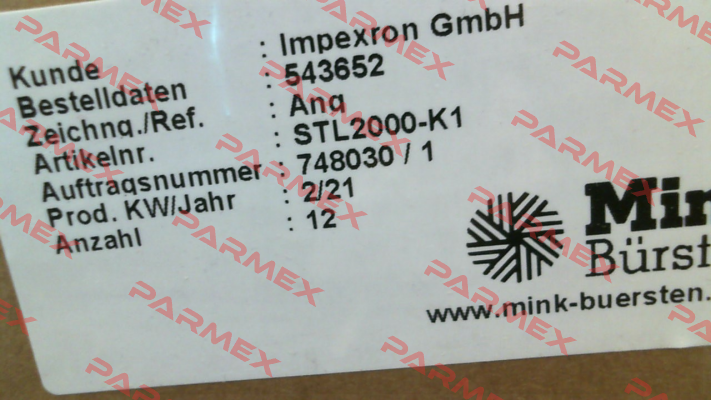 Kunde : Impexron GmbH
Bestelldaten : 543652
Zeichng./Ref. : Ang
Artikelnr. : STL2000-K1
Auftragsnummer : 748030 / 1
Prod. KW/Jahr : 2/21
Anzahl : 12
Bürst
www.mink-buersten.
PARMEX